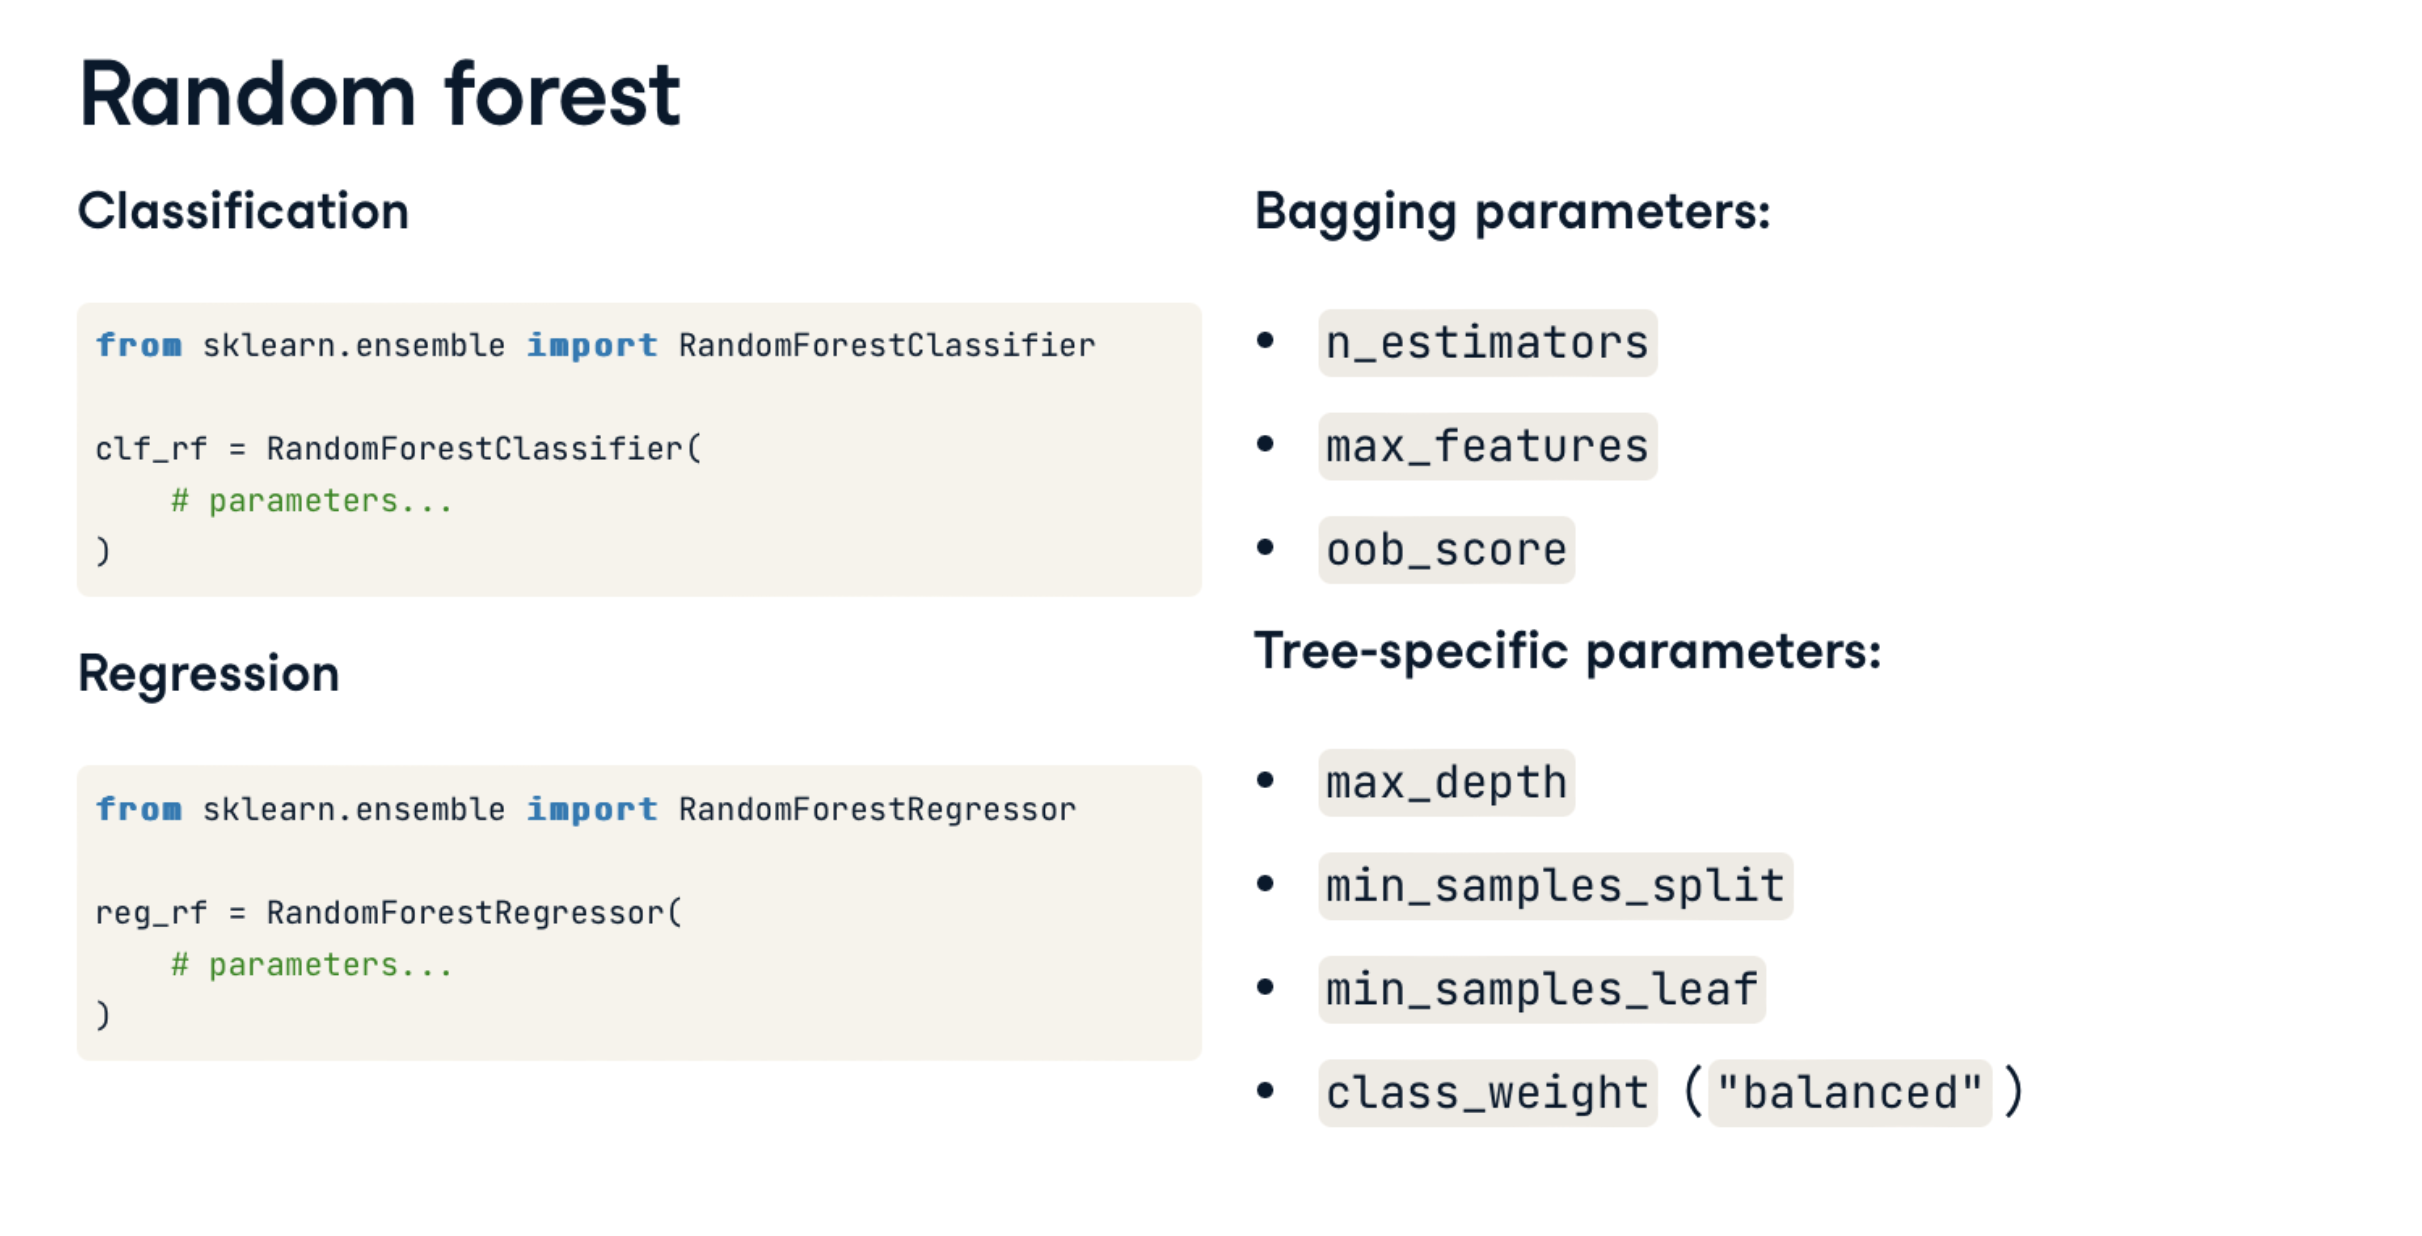 Random forest
Classification
from sklearn.ensemble import RandomForestClassifier
clf_rf = RandomForestClassifier(
    # parameters...
)
Regression
from sklearn.ensemble import RandomForestRegressor
reg_rf = RandomForestRegressor(
    # parameters...
)
Bagging parameters:
• n_estimators
• max_features
• oob_score
Tree-specific parameters:
• max_depth
• min_samples_split
• min_samples_leaf
• class_weight ("balanced")